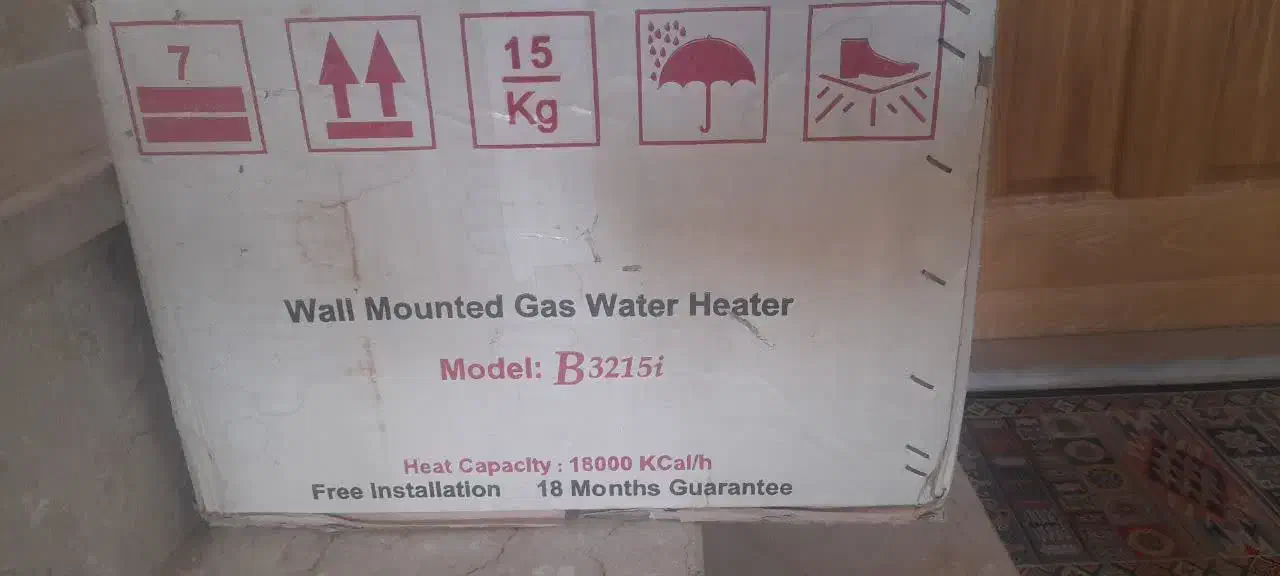 7
15
Kg
Wall Mounted Gas Water Heater
Model: B3215i
Heat Capacity : 18000 KCal/h
Free Installation 18 Months Guarantee